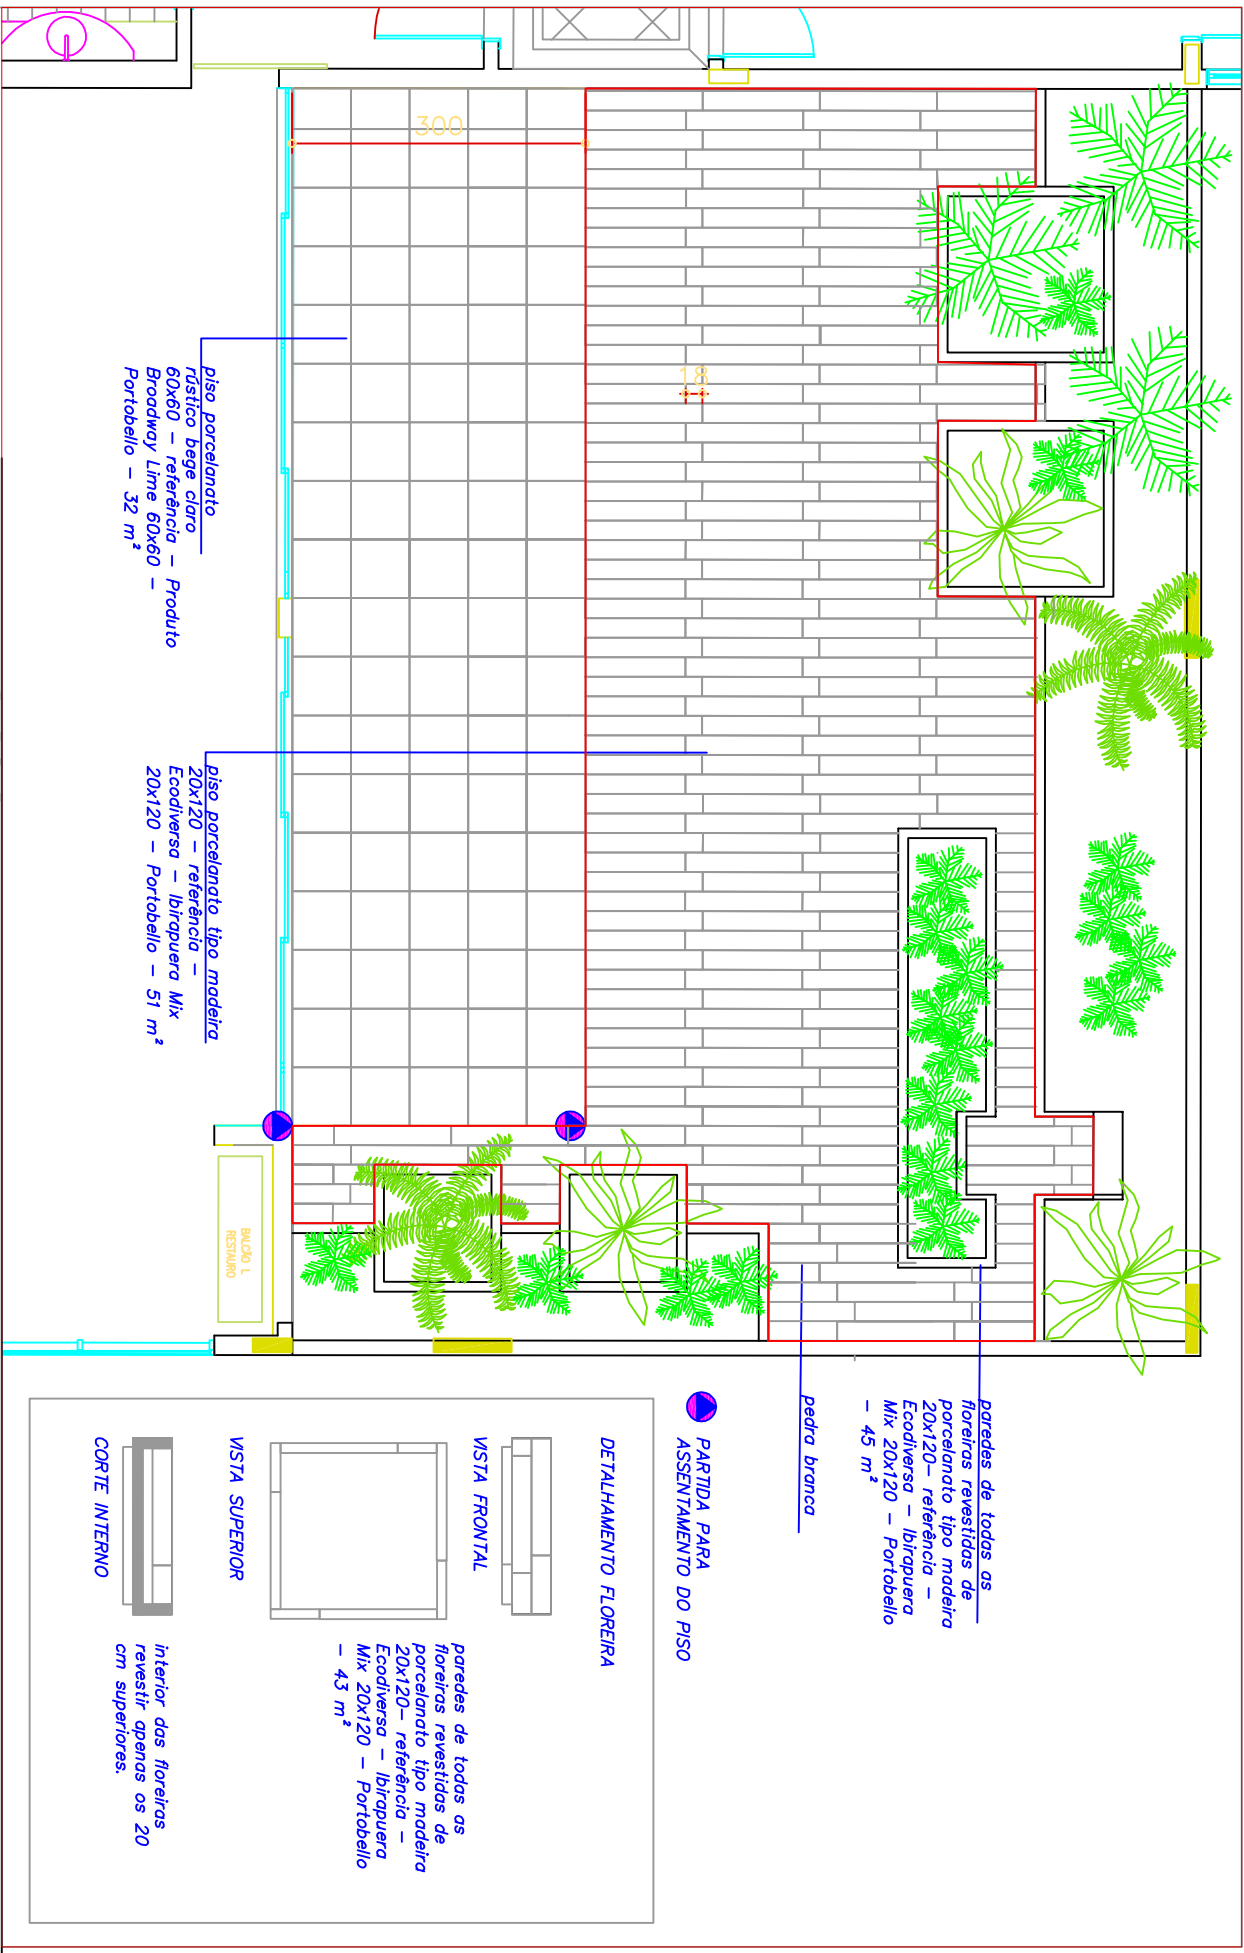 300
18
piso porcelanato
rústico bege claro
60x60 – referência – Produto
Broadway Lime 60x60 –
Portobello – 32 m²
piso porcelanato tipo madeira
20x120 – referência –
Ecodiversa – Ibirapuera Mix
20x120 – Portobello – 51 m²
BALCÃO L
RESTAURO
paredes de todas as
floreiras revestidas de
porcelanato tipo madeira
20x120– referência –
Ecodiversa – Ibirapuera
Mix 20x120 – Portobello
– 45 m²
pedra branca
PARTIDA PARA
ASSENTAMENTO DO PISO
DETALHAMENTO FLOREIRA
VISTA FRONTAL
paredes de todas as
floreiras revestidas de
porcelanato tipo madeira
20x120– referência –
Ecodiversa – Ibirapuera
Mix 20x120 – Portobello
– 43 m²
VISTA SUPERIOR
CORTE INTERNO
interior das floreiras
revestir apenas os 20
cm superiores.